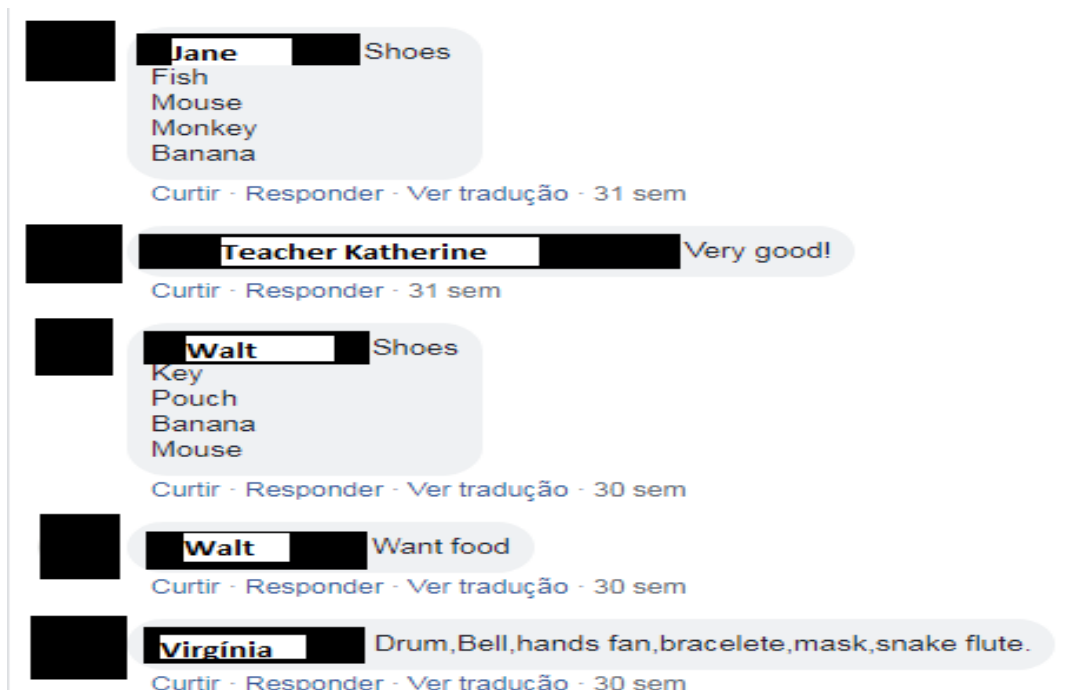 Jane Shoes
Fish
Mouse
Monkey
Banana
Curtir · Responder · Ver tradução · 31 sem
Teacher Katherine Very good!
Curtir · Responder · 31 sem
Walt Shoes
Key
Pouch
Banana
Mouse
Curtir · Responder · Ver tradução · 30 sem
Walt Want food
Curtir · Responder · Ver tradução · 30 sem
Virgínia Drum,Bell,hands fan,bracelete,mask,snake flute.
Curtir · Responder · Ver tradução · 30 sem